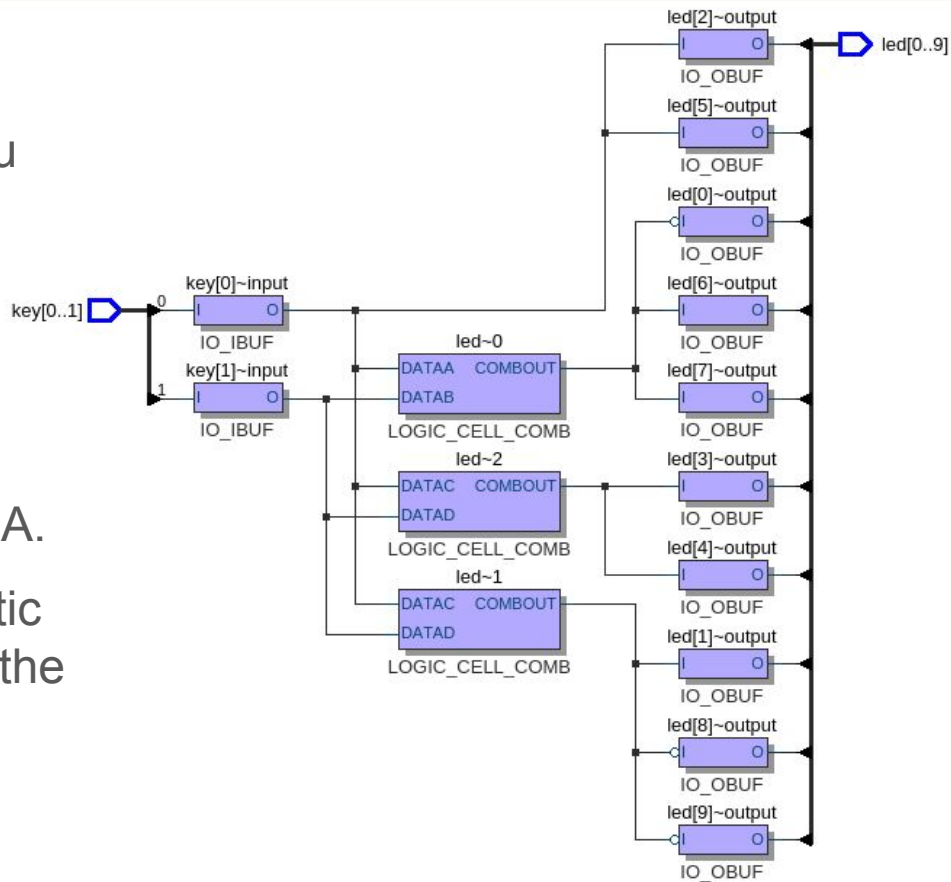 u
A.
tic
the
key[0..1]
0
1
key[0]~input
I O
IO_IBUF
key[1]~input
I O
IO_IBUF
led~0
DATAA COMBOUT
DATAB
LOGIC_CELL_COMB
led~2
DATAC COMBOUT
DATAD
LOGIC_CELL_COMB
led~1
DATAC COMBOUT
DATAD
LOGIC_CELL_COMB
led[2]~output
I O
IO_OBUF
led[5]~output
I O
IO_OBUF
led[0]~output
I O
IO_OBUF
led[6]~output
I O
IO_OBUF
led[7]~output
I O
IO_OBUF
led[3]~output
I O
IO_OBUF
led[4]~output
I O
IO_OBUF
led[1]~output
I O
IO_OBUF
led[8]~output
I O
IO_OBUF
led[9]~output
I O
IO_OBUF
led[0..9]